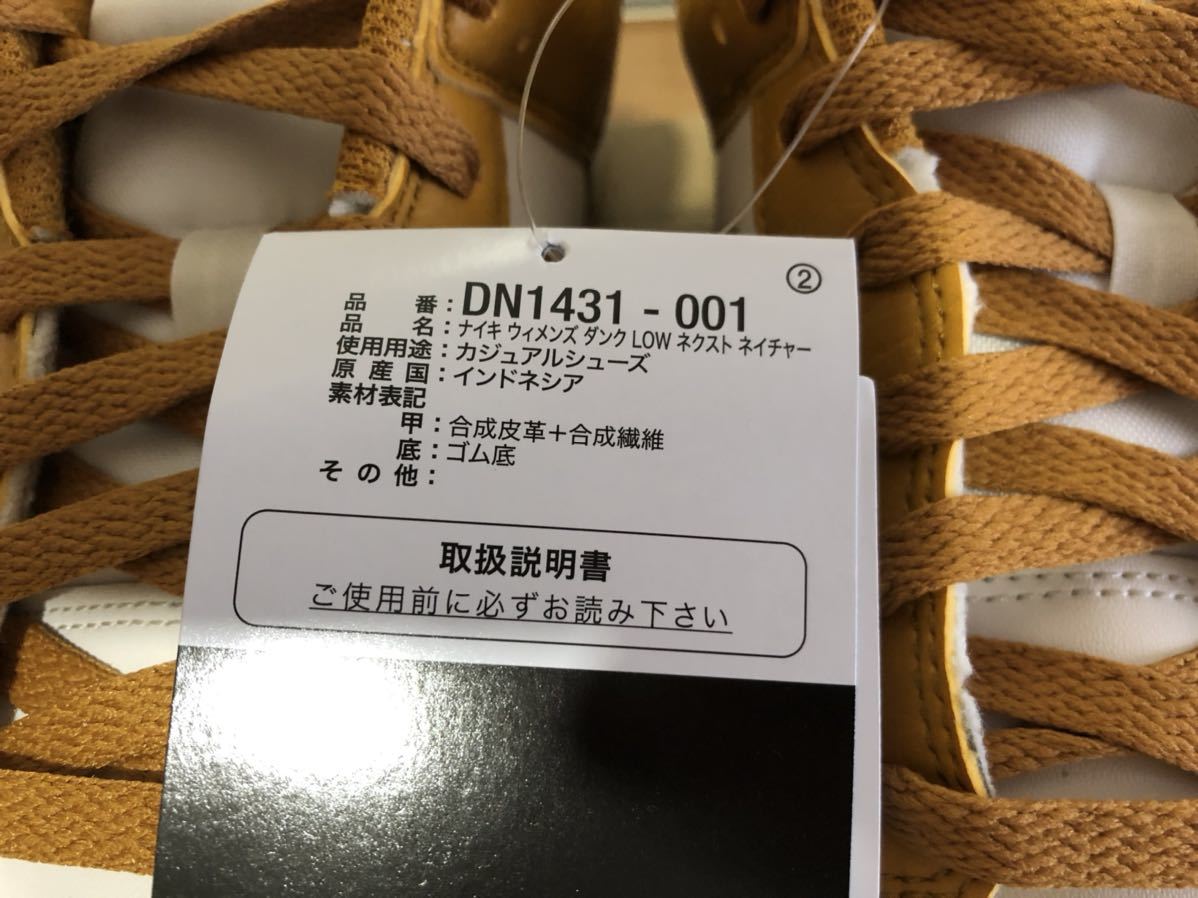 ②
品番：DN1431 - 001
品名：ナイキ ウィメンズ ダンク LOW ネクスト ネイチャー
使用用途：カジュアルシューズ
原産国：インドネシア
素材表記
甲：合成皮革＋合成繊維
底：ゴム底
その他：
取扱説明書
ご使用前に必ずお読み下さい